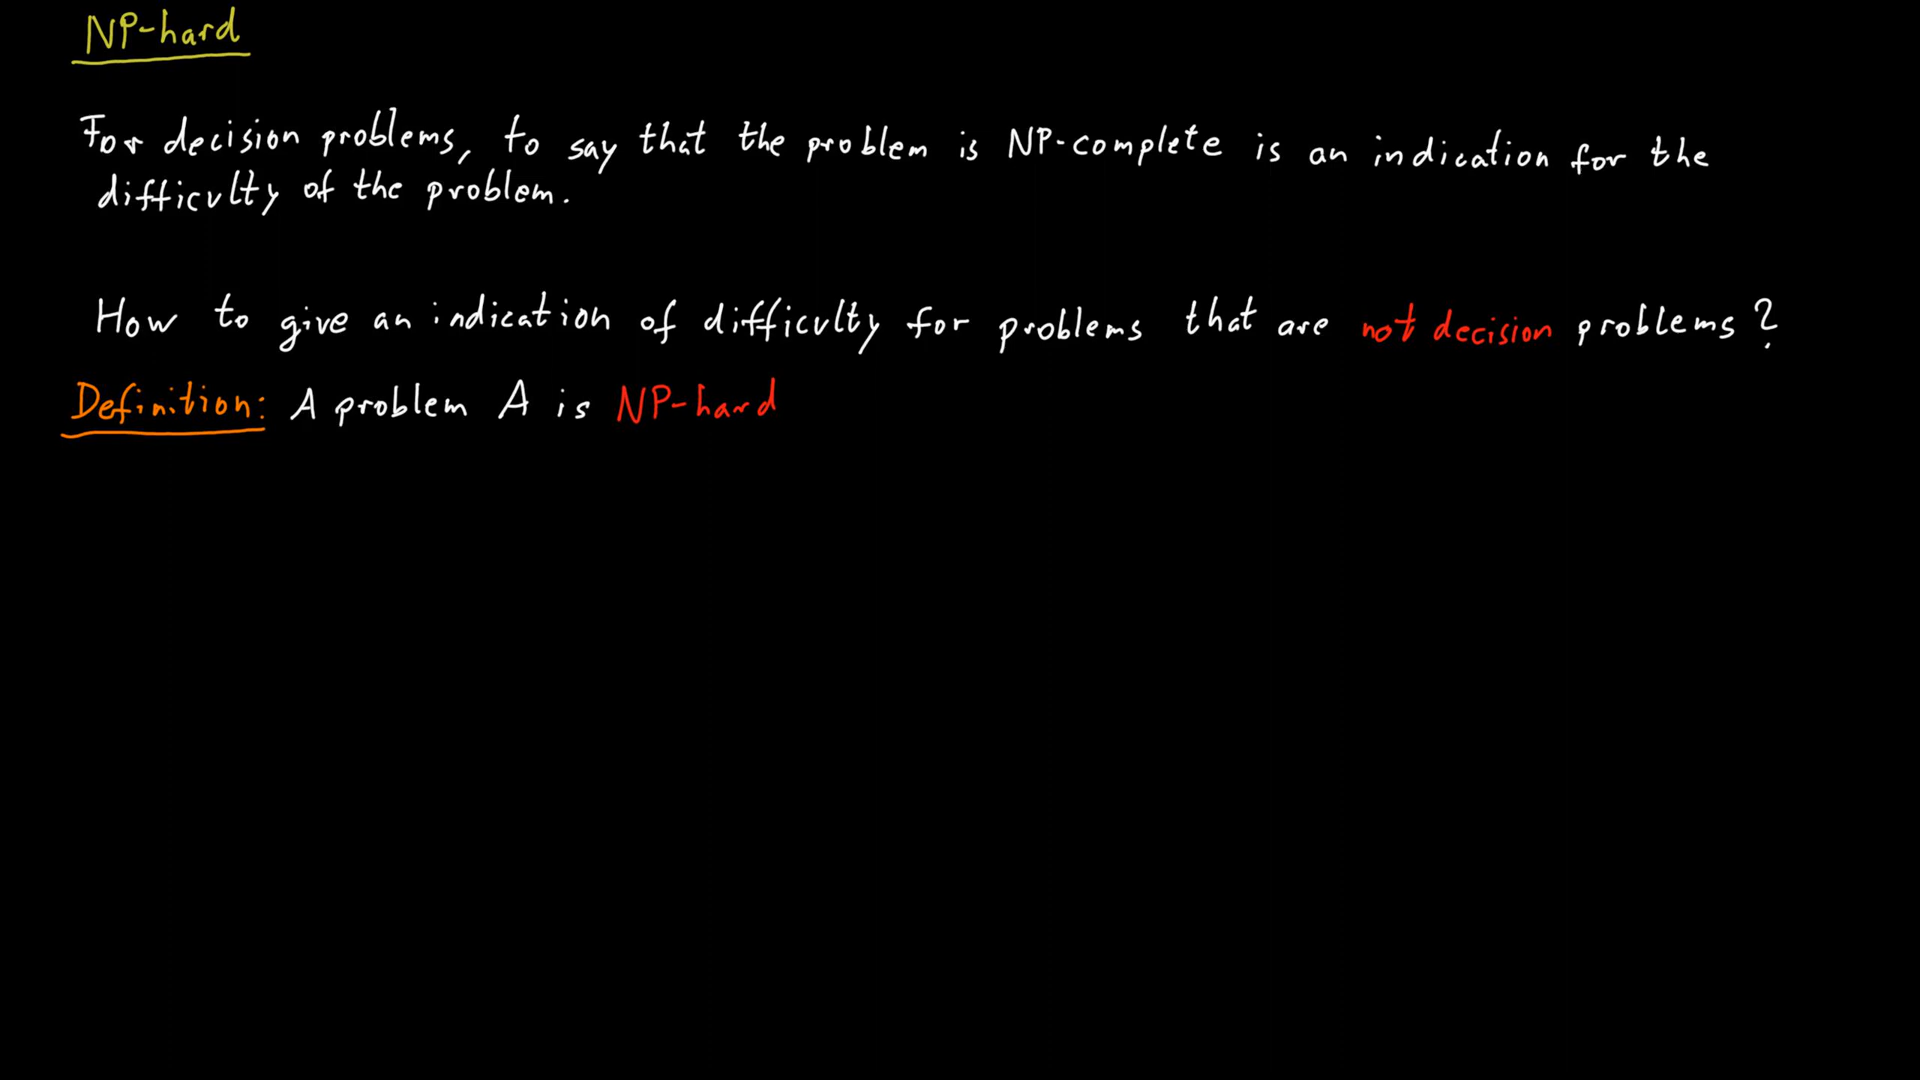 NP-hard
For decision problems, to say that the problem is NP-complete is an indication for the
difficulty of the problem.
How to give an indication of difficulty for problems that are not decision problems?
Definition: A problem A is NP-hard